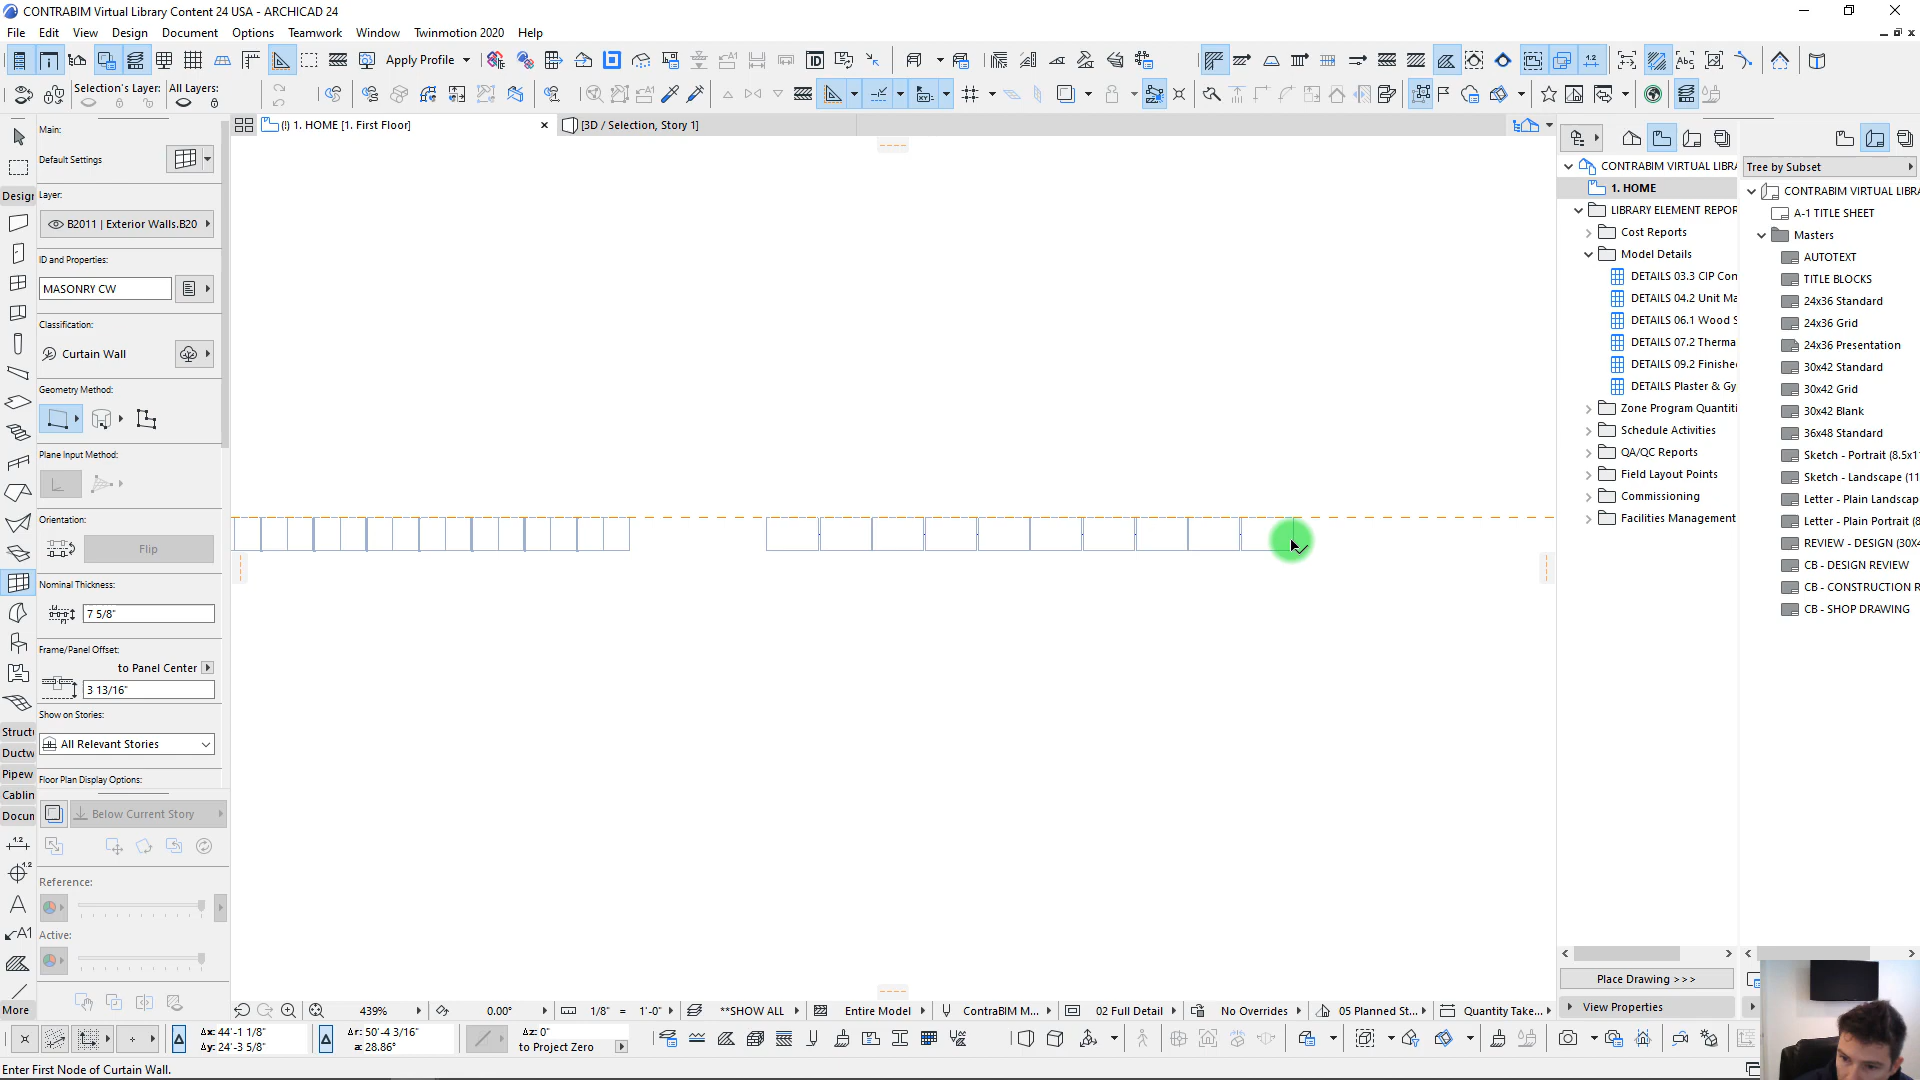 CONTRABIM Virtual Library Content 24 USA - ARCHICAD 24
File Edit View Design Document Options Teamwork Twinmotion 2020 Window Help
Apply Profile
Selection's Layer:
All Layers:
(!) 1. HOME [1. First Floor]
[3D / Selection, Story 1]
Main:
Default Settings
Design
Layer:
B2011 | Exterior Walls.B20
ID and Properties:
MASONRY CW
Classification:
Curtain Wall
Geometry Method:
Plane Input Method:
Orientation:
Flip
Nominal Thickness:
7 5/8"
Frame/Panel Offset:
to Panel Center
3 13/16"
Show on Stories:
All Relevant Stories
Floor Plan Display Options:
Below Current Story
Reference:
Active:
Struct
Ductw
Pipew
Cablin
Docum
More
CONTRABIM VIRTUAL LIBRA
1. HOME
LIBRARY ELEMENT REPOR
Cost Reports
Model Details
DETAILS 03.3 CIP Con
DETAILS 04.2 Unit Ma
DETAILS 06.1 Wood S
DETAILS 07.2 Therma
DETAILS 09.2 Finishe
DETAILS Plaster & Gy
Zone Program Quantiti
Schedule Activities
QA/QC Reports
Field Layout Points
Commissioning
Facilities Management
Place Drawing >>>
View Properties
Tree by Subset
CONTRABIM VIRTUAL LIBRA
A-1 TITLE SHEET
Masters
AUTOTEXT
TITLE BLOCKS
24x36 Standard
24x36 Grid
24x36 Presentation
30x42 Standard
30x42 Grid
30x42 Blank
36x48 Standard
Sketch - Portrait (8.5x11
Sketch - Landscape (11
Letter - Plain Landscap
Letter - Plain Portrait (8
REVIEW - DESIGN (30X4
CB - DESIGN REVIEW
CB - CONSTRUCTION R
CB - SHOP DRAWING
439% 0.00° 1/8" = 1'-0" **SHOW ALL Entire Model ContraBIM M... 02 Full Detail No Overrides 05 Planned St... Quantity Take...
Δx: 44'-1 1/8"
Δy: 24'-3 5/8"
Δr: 50'-4 3/16"
a: 28.86°
Δz: 0"
to Project Zero
Enter First Node of Curtain Wall.